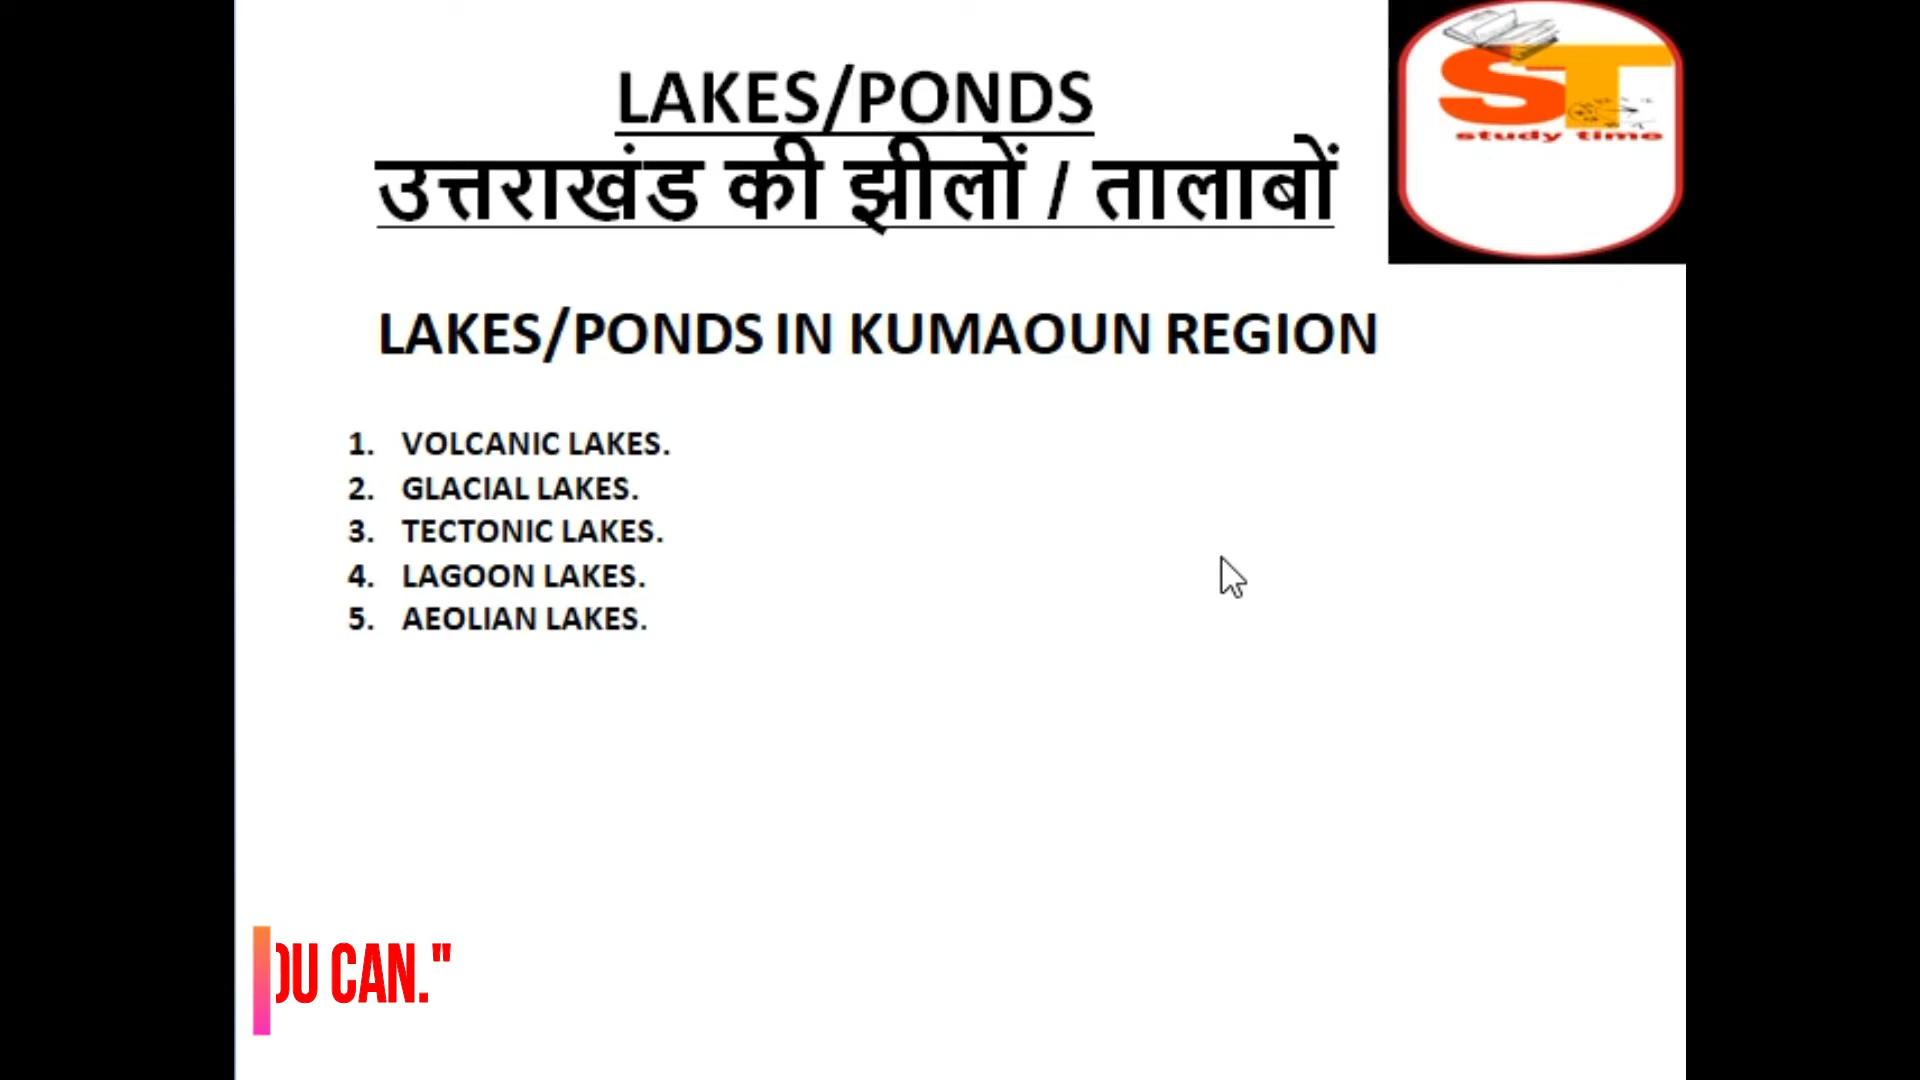 LAKES/PONDS
उत्तराखंड की झीलों / तालाबों
ST
study time
LAKES/PONDS IN KUMAOUN REGION
1. VOLCANIC LAKES.
2. GLACIAL LAKES.
3. TECTONIC LAKES.
4. LAGOON LAKES.
5. AEOLIAN LAKES.
OU CAN."